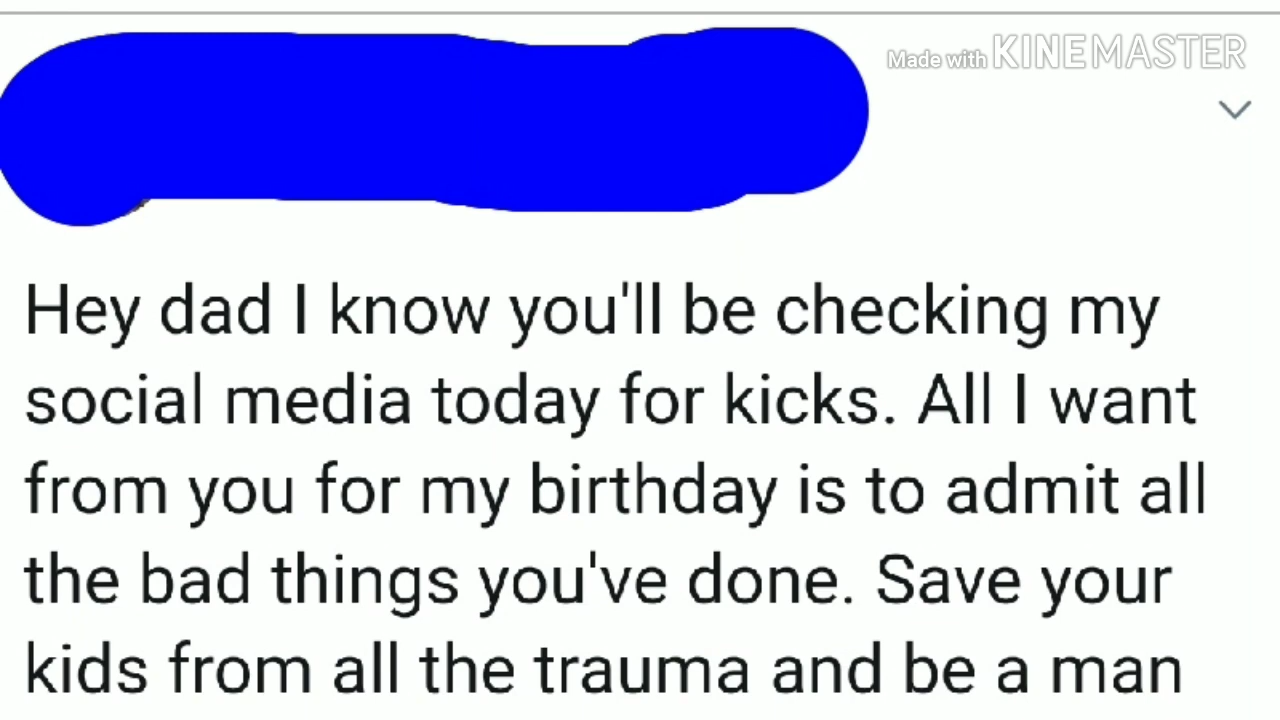 Made with KINEMASTER
Hey dad I know you'll be checking my
social media today for kicks. All I want
from you for my birthday is to admit all
the bad things you've done. Save your
kids from all the trauma and be a man